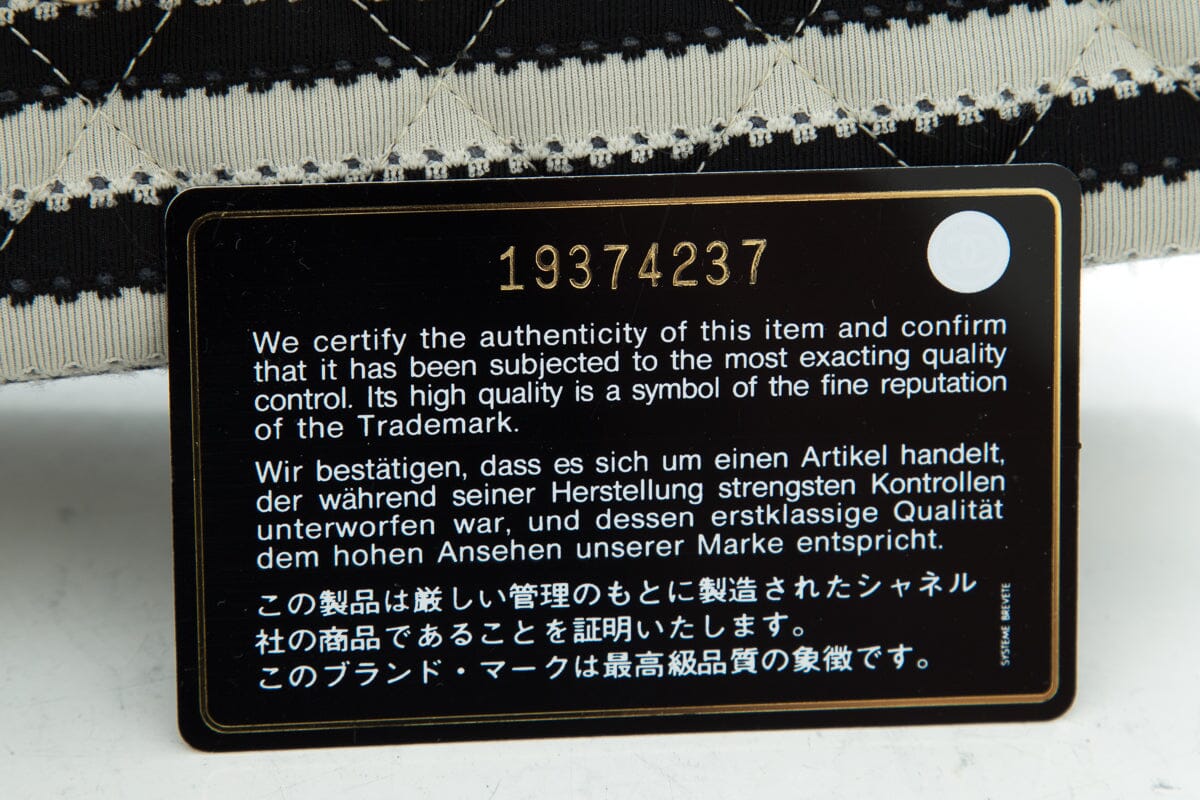 19374237
We certify the authenticity of this item and confirm
that it has been subjected to the most exacting quality
control. Its high quality is a symbol of the fine reputation
of the Trademark.
Wir bestätigen, dass es sich um einen Artikel handelt,
der während seiner Herstellung strengsten Kontrollen
unterworfen war, und dessen erstklassige Qualität
dem hohen Ansehen unserer Marke entspricht.
この製品は厳しい管理のもとに製造されたシャネル
社の商品であることを証明いたします。
このブランド・マークは最高級品質の象徴です。
SYSTEME BREVETE